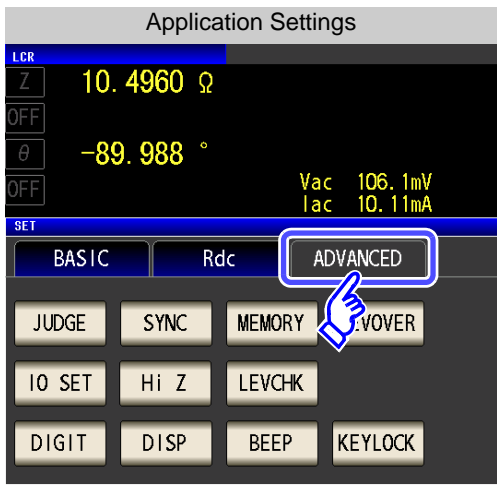 Application Settings
LCR
Z 10.4960 Ω
OFF
θ -89.988 °
OFF
Vac 106.1mV
Iac 10.11mA
SET
BASIC Rdc ADVANCED
JUDGE SYNC MEMORY VOVER
IO SET Hi Z LEVCHK
DIGIT DISP BEEP KEYLOCK